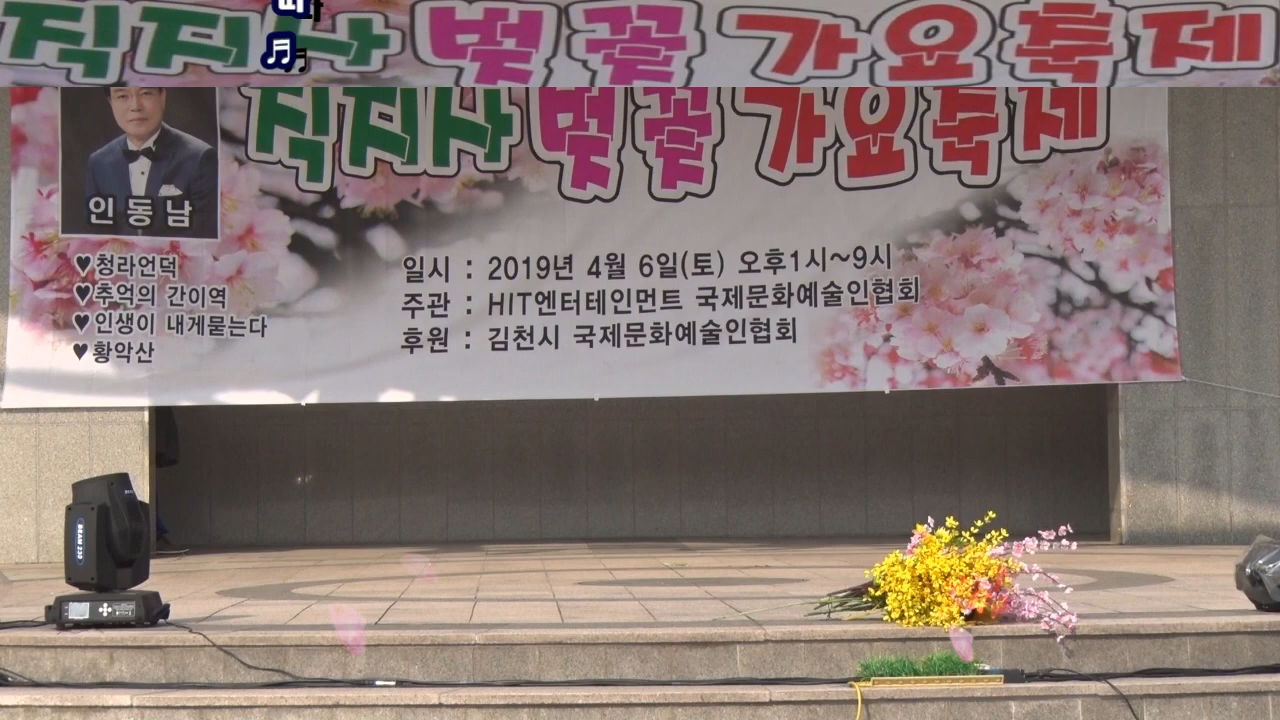 직지사 벚꽃 가요축제
직지사 벚꽃 가요축제
인동남
♥청라언덕
♥추억의 간이역
♥인생이 내게묻는다
♥황악산
일시 : 2019년 4월 6일(토) 오후1시~9시
주관 : HIT엔터테인먼트 국제문화예술인협회
후원 : 김천시 국제문화예술인협회
BEAM 230